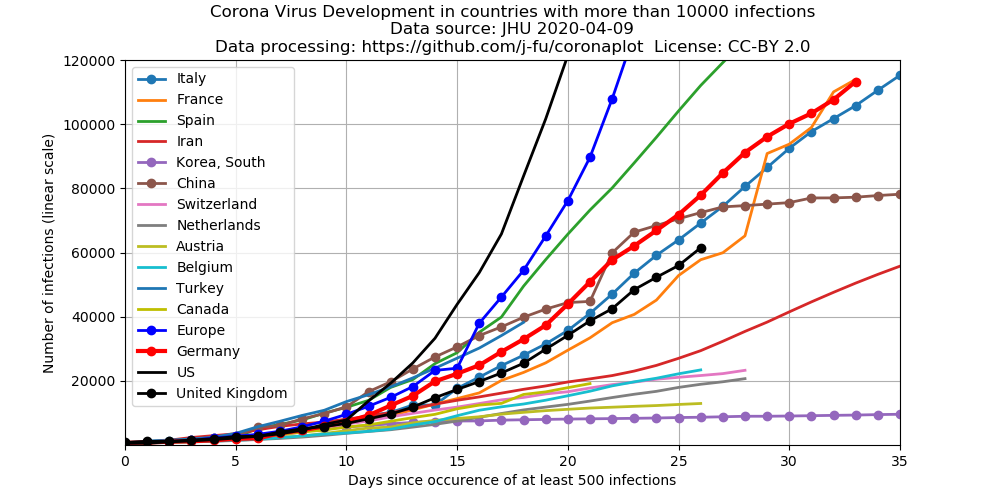 Corona Virus Development in countries with more than 10000 infections
Data source: JHU 2020-04-09
Data processing: https://github.com/j-fu/coronaplot License: CC-BY 2.0
Number of infections (linear scale)
120000
100000
80000
60000
40000
20000
Italy
France
Spain
Iran
Korea, South
China
Switzerland
Netherlands
Austria
Belgium
Turkey
Canada
Europe
Germany
US
United Kingdom
0 5 10 15 20 25 30 35
Days since occurence of at least 500 infections